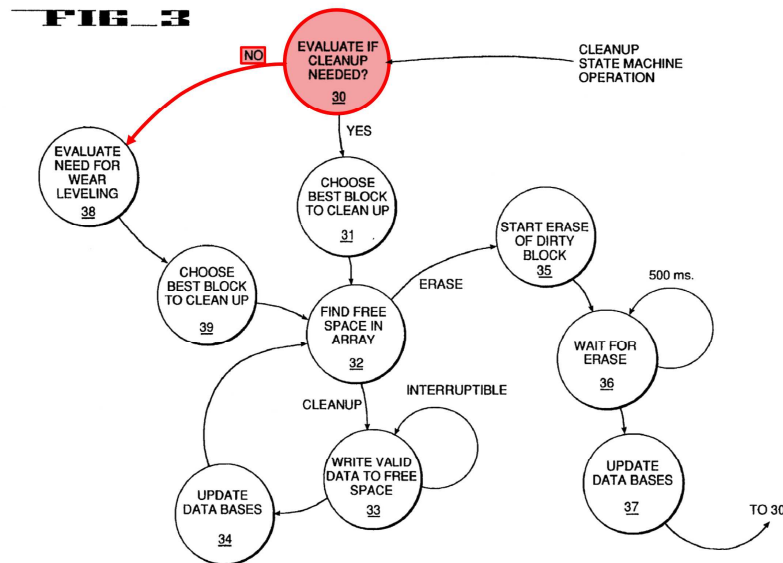 FIG_3
NO
EVALUATE IF
CLEANUP
NEEDED?
30
CLEANUP
STATE MACHINE
OPERATION
YES
EVALUATE
NEED FOR
WEAR
LEVELING
38
CHOOSE
BEST BLOCK
TO CLEAN UP
31
START ERASE
OF DIRTY
BLOCK
35
CHOOSE
BEST BLOCK
TO CLEAN UP
39
ERASE
500 ms.
FIND FREE
SPACE IN
ARRAY
32
WAIT FOR
ERASE
36
CLEANUP
INTERRUPTIBLE
WRITE VALID
DATA TO FREE
SPACE
33
UPDATE
DATA BASES
34
UPDATE
DATA BASES
37
TO 30